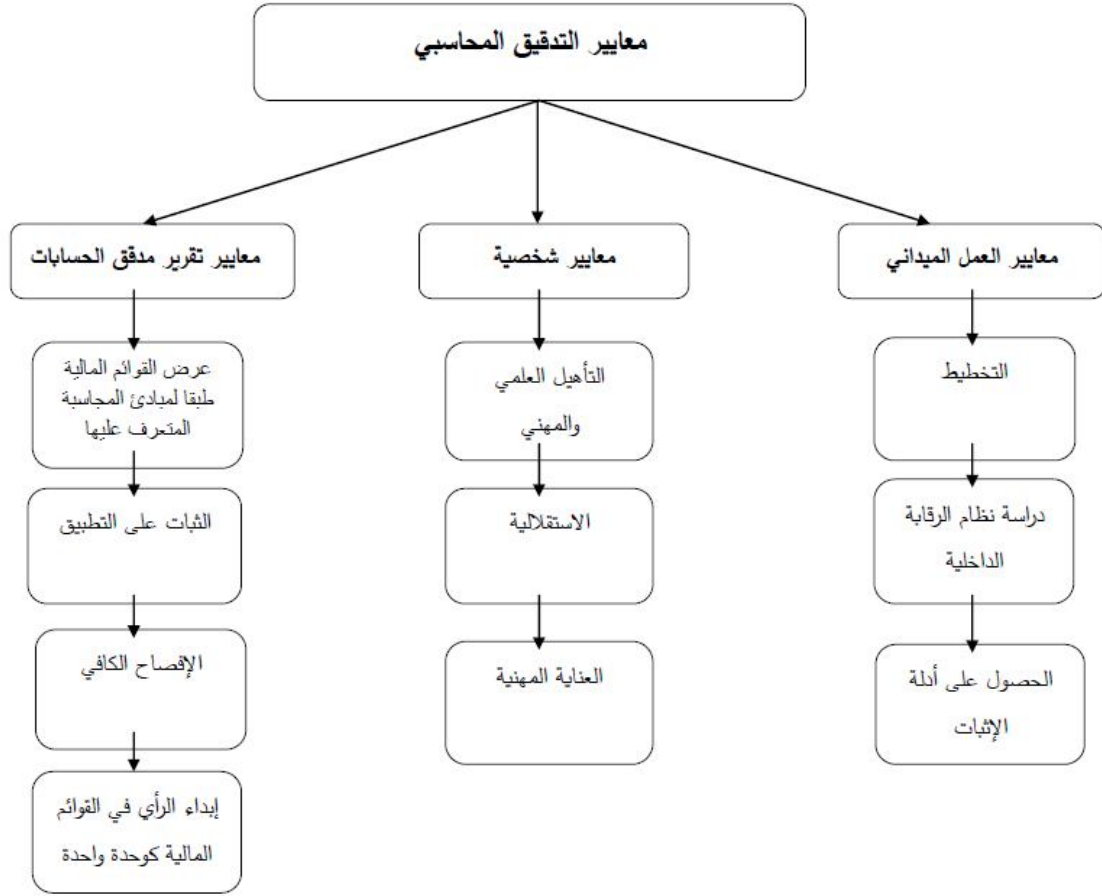 معايير التدقيق المحاسبي
معايير العمل الميداني
التخطيط
دراسة نظام الرقابة
الداخلية
الحصول على أدلة
الإثبات
معايير شخصية
التأهيل العلمي
والمهني
الاستقلالية
العناية المهنية
معايير تقرير مدقق الحسابات
عرض القوائم المالية
طبقا لمبادئ المجاسبة
المتعرف عليها
الثبات على التطبيق
الإفصاح الكافي
إبداء الرأي في القوائم
المالية كوحدة واحدة